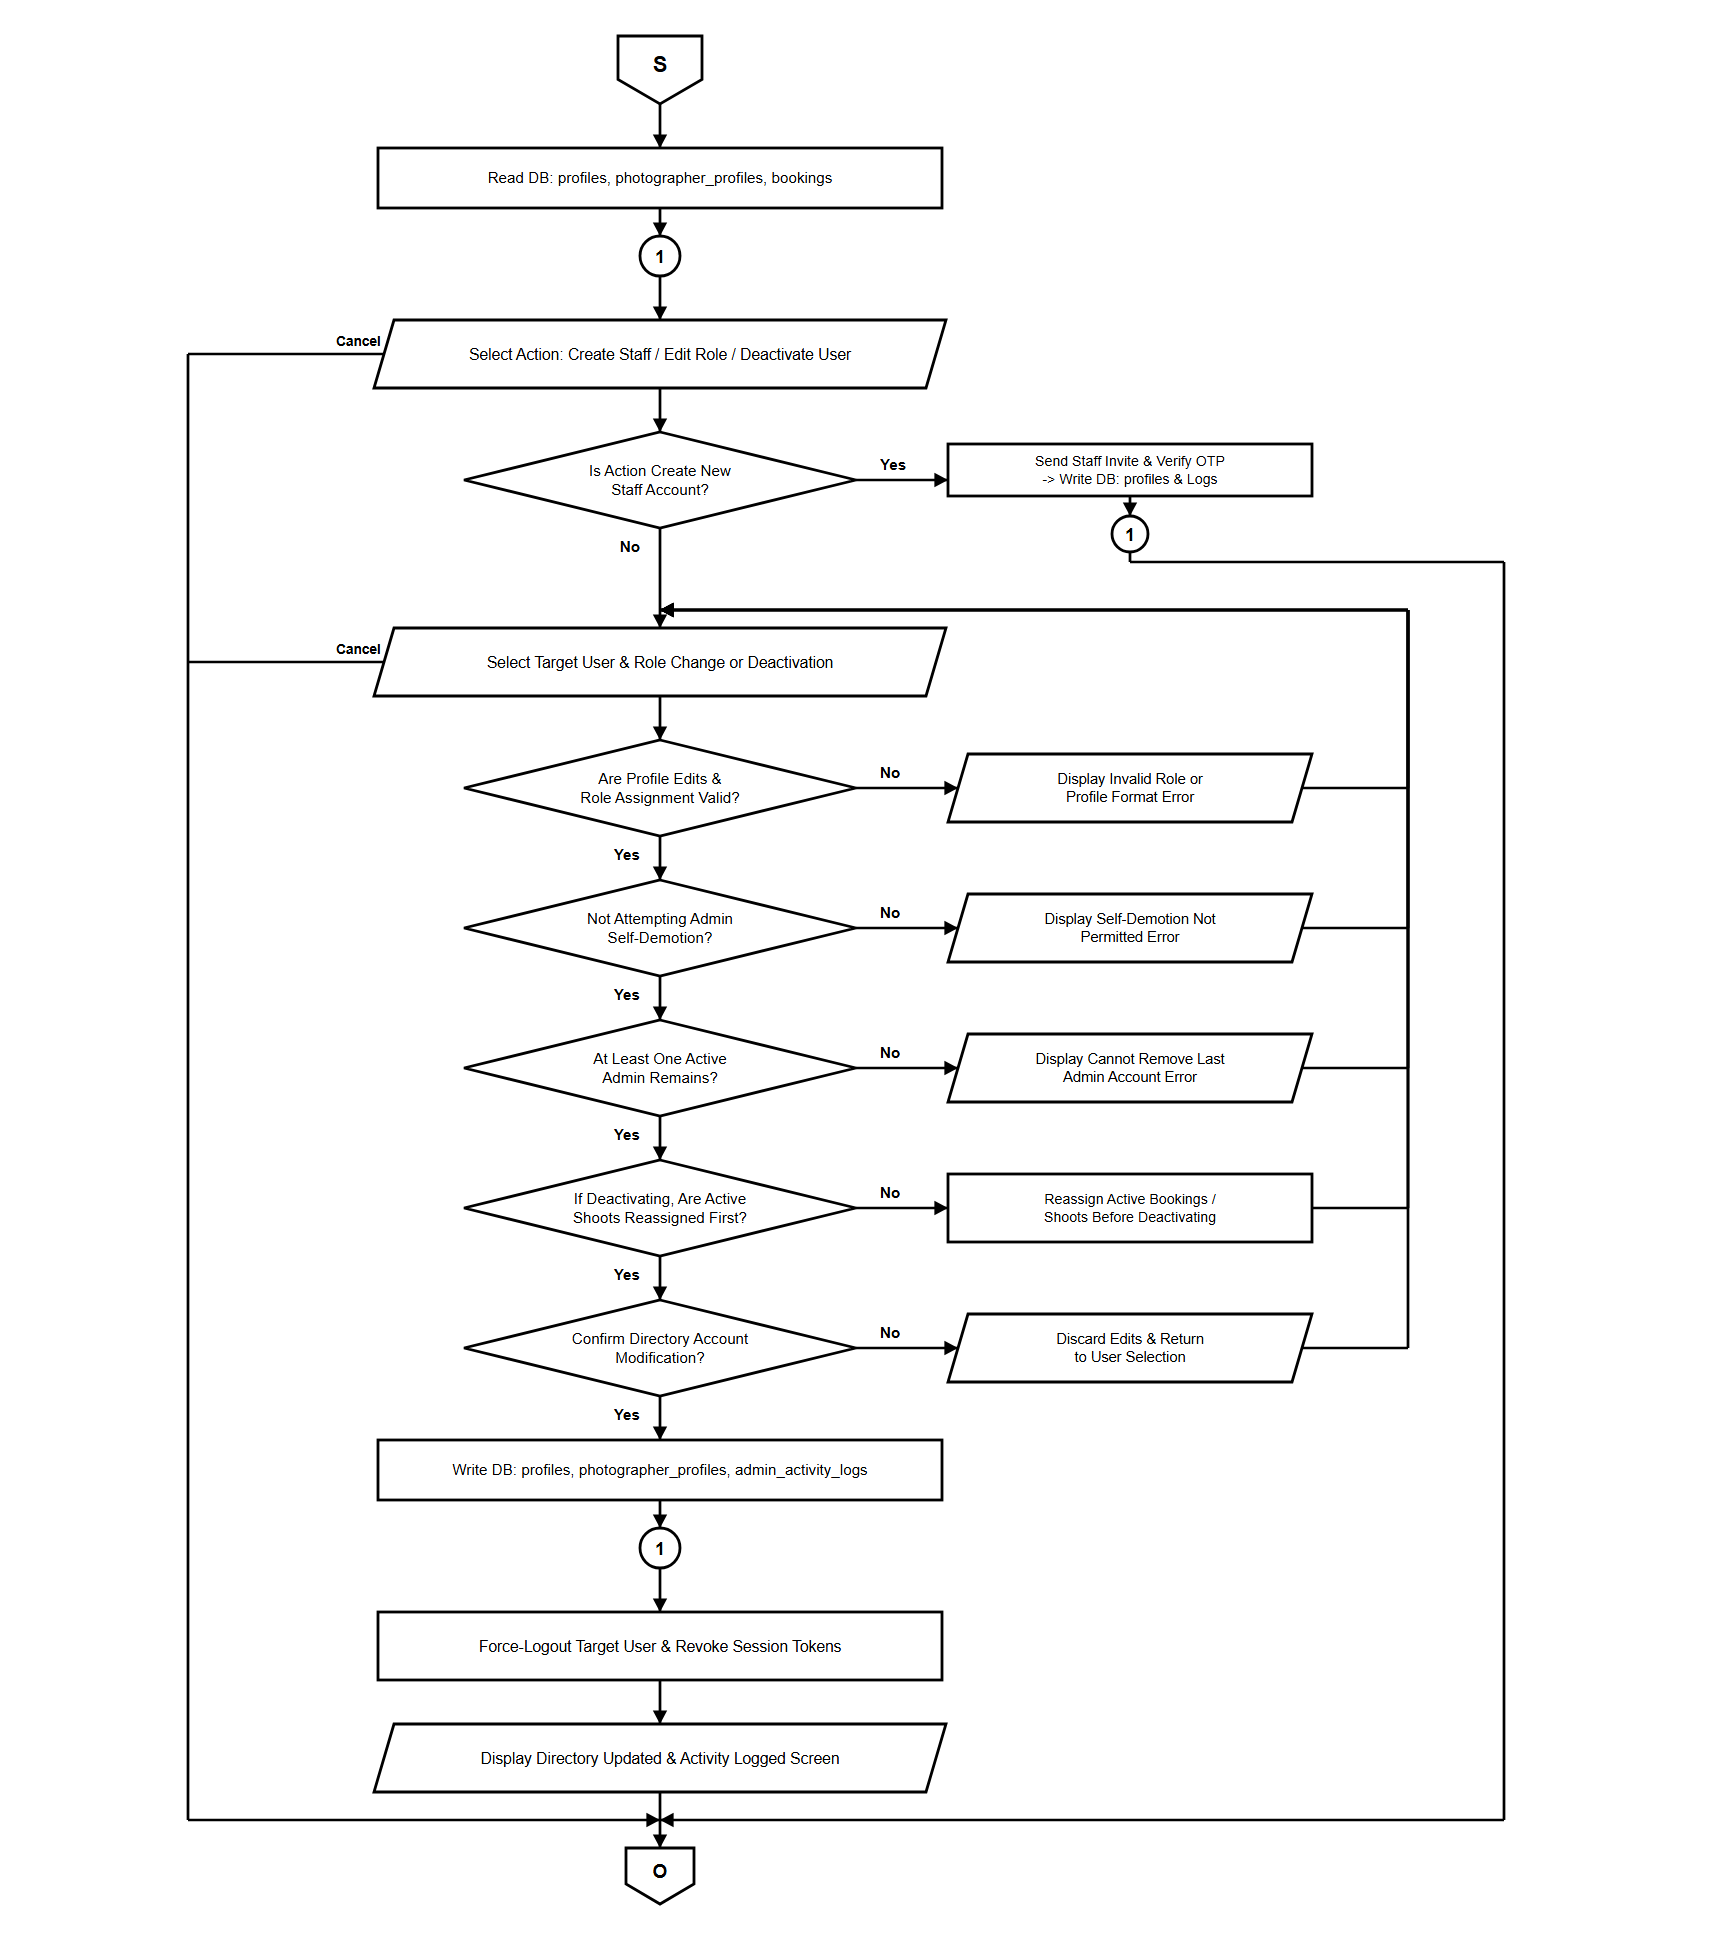 S
Read DB: profiles, photographer_profiles, bookings
1
Cancel
Select Action: Create Staff / Edit Role / Deactivate User
Is Action Create New
Staff Account?
Yes
Send Staff Invite & Verify OTP
-> Write DB: profiles & Logs
1
No
Cancel
Select Target User & Role Change or Deactivation
Are Profile Edits &
Role Assignment Valid?
No
Display Invalid Role or
Profile Format Error
Yes
Not Attempting Admin
Self-Demotion?
No
Display Self-Demotion Not
Permitted Error
Yes
At Least One Active
Admin Remains?
No
Display Cannot Remove Last
Admin Account Error
Yes
If Deactivating, Are Active
Shoots Reassigned First?
No
Reassign Active Bookings /
Shoots Before Deactivating
Yes
Confirm Directory Account
Modification?
No
Discard Edits & Return
to User Selection
Yes
Write DB: profiles, photographer_profiles, admin_activity_logs
1
Force-Logout Target User & Revoke Session Tokens
Display Directory Updated & Activity Logged Screen
O